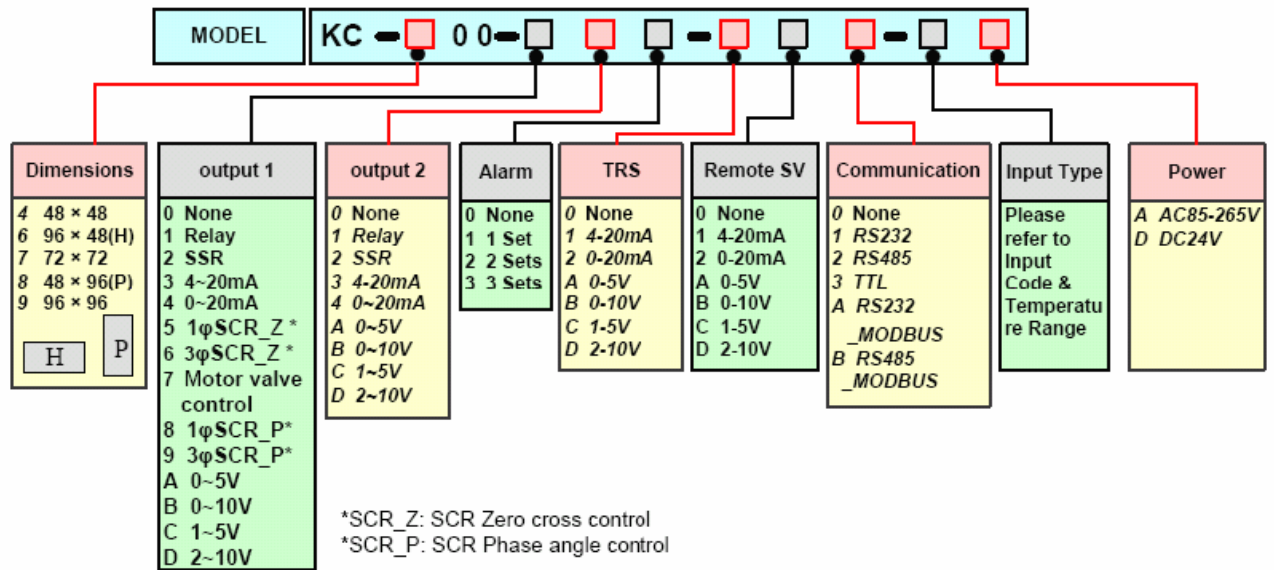 MODEL
KC - 00- - -
Dimensions
4 48 × 48
6 96 × 48(H)
7 72 × 72
8 48 × 96(P)
9 96 × 96
H
P
output 1
0 None
1 Relay
2 SSR
3 4~20mA
4 0~20mA
5 1φSCR_Z *
6 3φSCR_Z *
7 Motor valve
control
8 1φSCR_P*
9 3φSCR_P*
A 0~5V
B 0~10V
C 1~5V
D 2~10V
output 2
0 None
1 Relay
2 SSR
3 4-20mA
4 0~20mA
A 0~5V
B 0~10V
C 1~5V
D 2~10V
Alarm
0 None
1 1 Set
2 2 Sets
3 3 Sets
TRS
0 None
1 4-20mA
2 0-20mA
A 0-5V
B 0-10V
C 1-5V
D 2-10V
Remote SV
0 None
1 4-20mA
2 0-20mA
A 0-5V
B 0-10V
C 1-5V
D 2-10V
Communication
0 None
1 RS232
2 RS485
3 TTL
A RS232
_MODBUS
B RS485
_MODBUS
Input Type
Please
refer to
Input
Code &
Temperatu
re Range
Power
A AC85-265V
D DC24V
*SCR_Z: SCR Zero cross control
*SCR_P: SCR Phase angle control